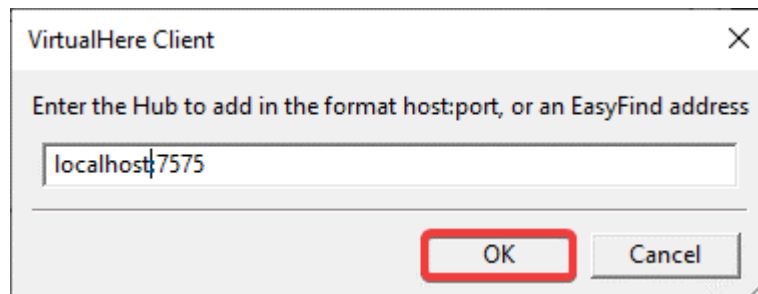 VirtualHere Client
Enter the Hub to add in the format host:port, or an EasyFind address
localhost:7575
OK
Cancel